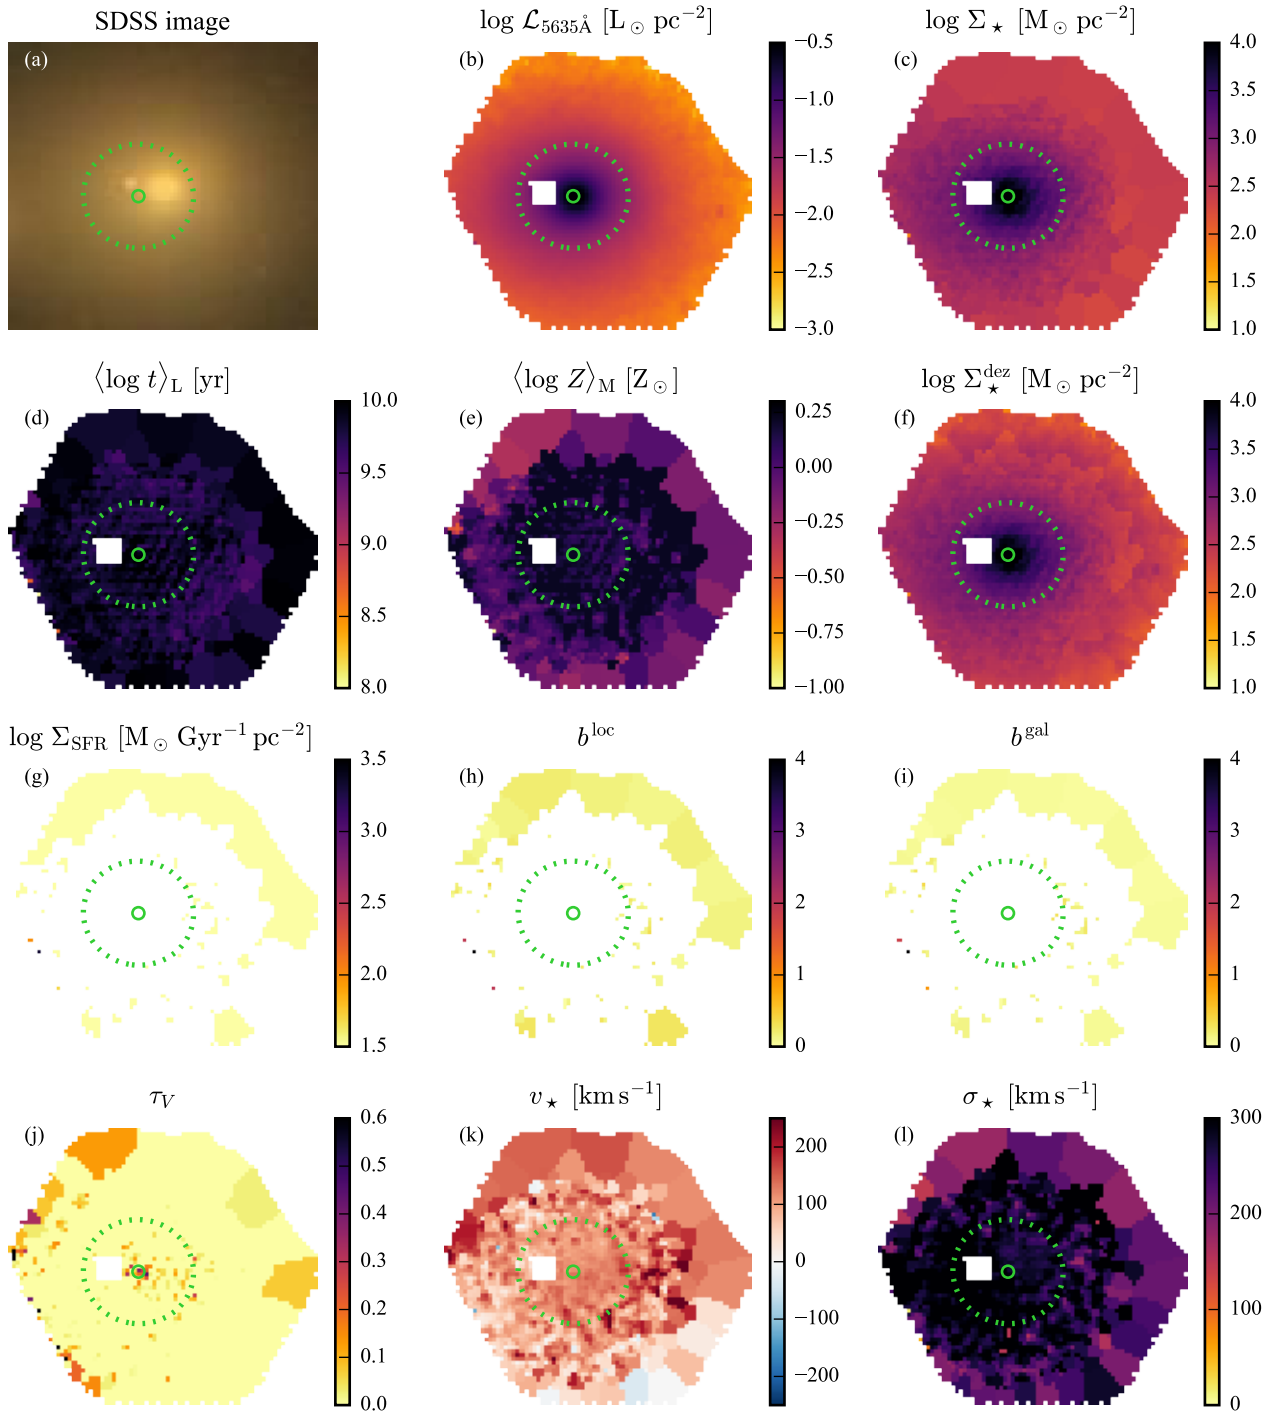 SDSS image
log ℒ5635Å [L⊙ pc−2]
log Σ⋆ [M⊙ pc−2]
(a)
(b)
−0.5
−1.0
−1.5
−2.0
−2.5
−3.0
(c)
4.0
3.5
3.0
2.5
2.0
1.5
1.0
⟨log t⟩L [yr]
⟨log Z⟩M [Z⊙]
log Σ⋆dez [M⊙ pc−2]
(d)
10.0
9.5
9.0
8.5
8.0
(e)
0.25
0.00
−0.25
−0.50
−0.75
−1.00
(f)
4.0
3.5
3.0
2.5
2.0
1.5
1.0
log ΣSFR [M⊙ Gyr−1 pc−2]
bloc
bgal
(g)
3.5
3.0
2.5
2.0
1.5
(h)
4
3
2
1
0
(i)
4
3
2
1
0
τV
v⋆ [km s−1]
σ⋆ [km s−1]
(j)
0.6
0.5
0.4
0.3
0.2
0.1
0.0
(k)
200
100
0
−100
−200
(l)
300
200
100
0